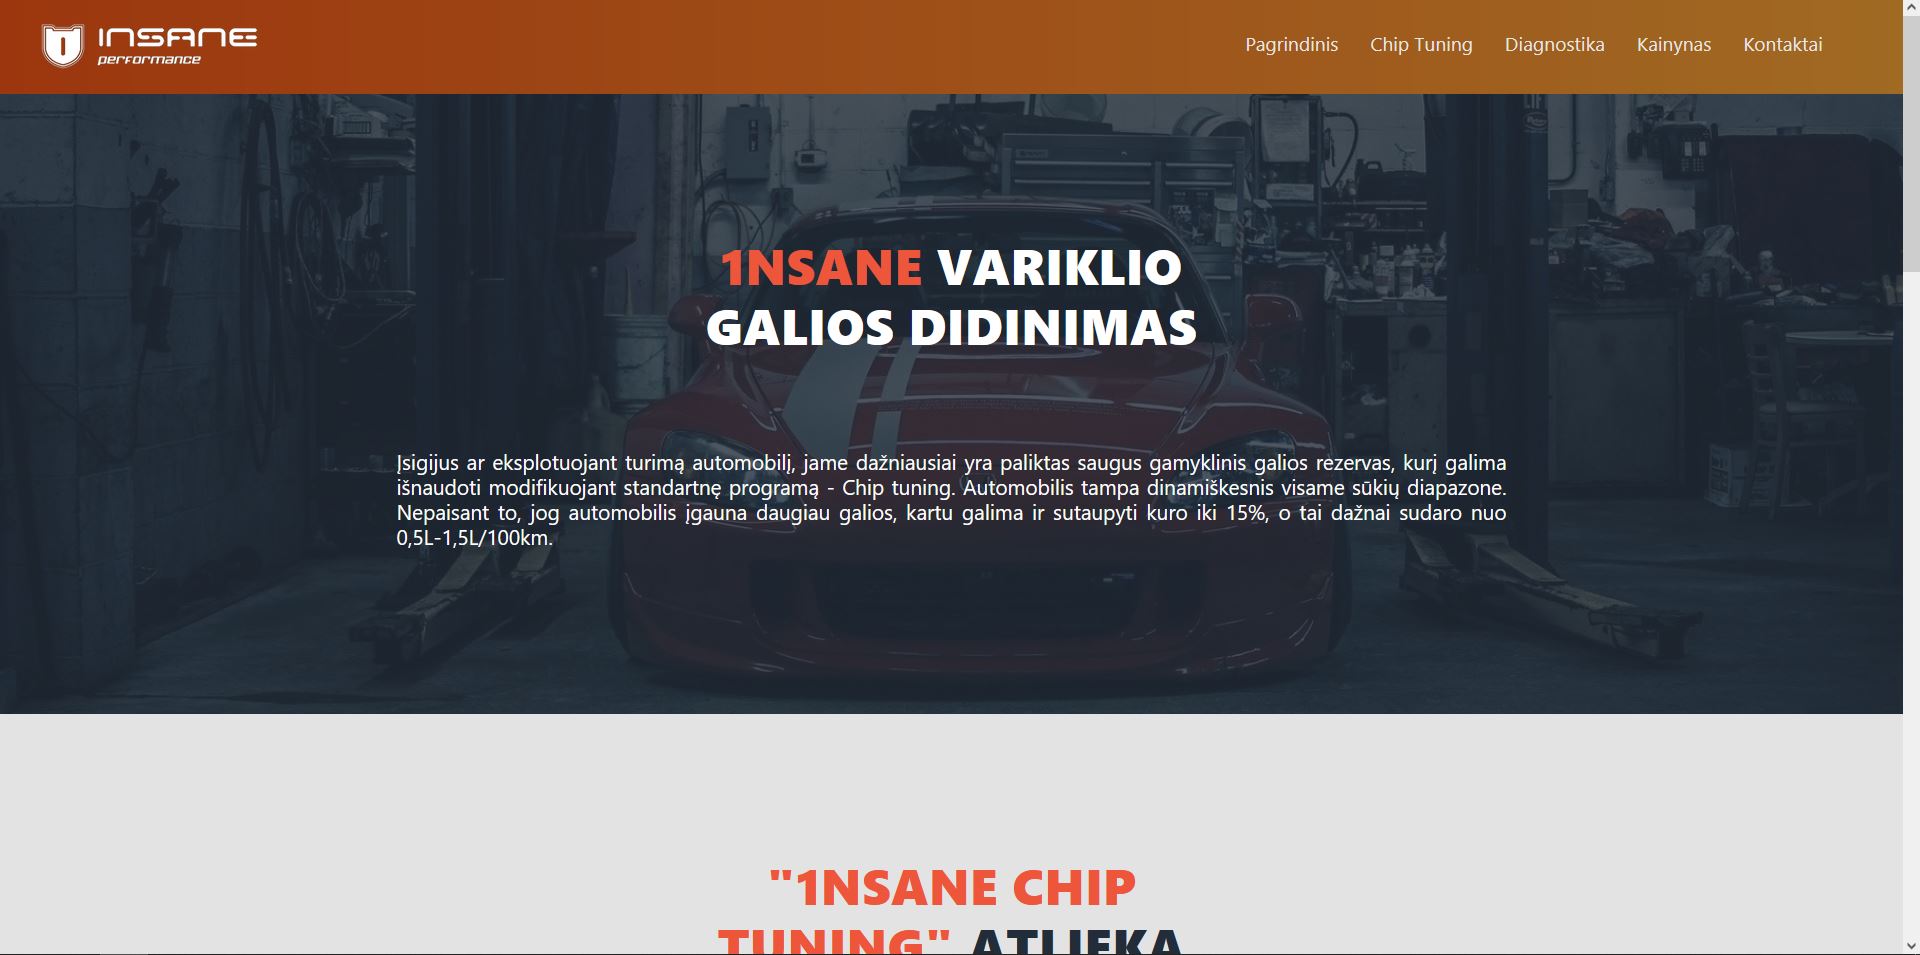 INSANE
performance
Pagrindinis Chip Tuning Diagnostika Kainynas Kontaktai
1NSANE VARIKLIO
GALIOS DIDINIMAS
Įsigijus ar eksplotuojant turimą automobilį, jame dažniausiai yra paliktas saugus gamyklinis galios rezervas, kurį galima
išnaudoti modifikuojant standartnę programą - Chip tuning. Automobilis tampa dinamiškesnis visame sūkių diapazone.
Nepaisant to, jog automobilis įgauna daugiau galios, kartu galima ir sutaupyti kuro iki 15%, o tai dažnai sudaro nuo
0,5L-1,5L/100km.
"1NSANE CHIP
TUNING" ATLIEKA